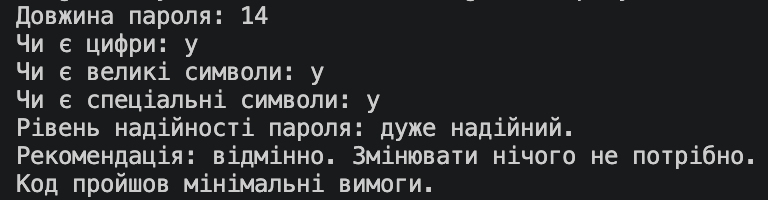 Довжина пароля: 14
Чи є цифри: y
Чи є великі символи: y
Чи є спеціальні символи: y
Рівень надійності пароля: дуже надійний.
Рекомендація: відмінно. Змінювати нічого не потрібно.
Код пройшов мінімальні вимоги.